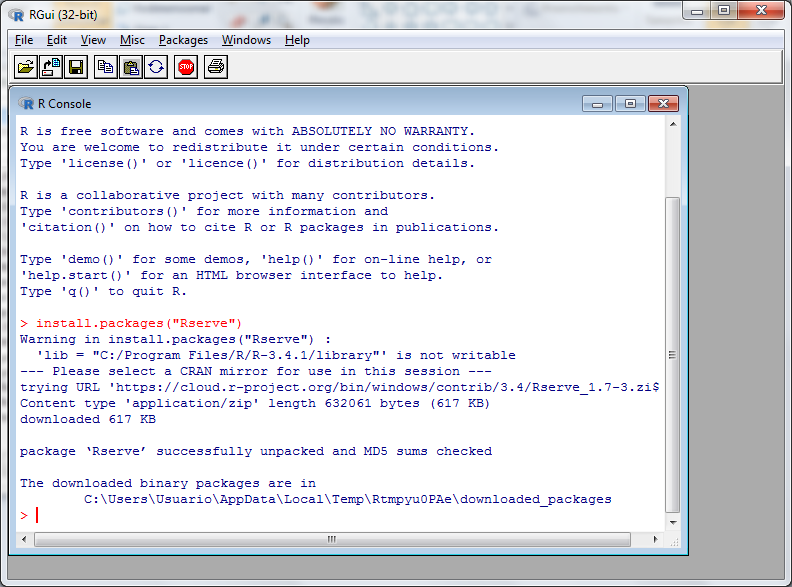 RGui (32-bit)
File Edit View Misc Packages Windows Help
STOP
R Console
R is free software and comes with ABSOLUTELY NO WARRANTY.
You are welcome to redistribute it under certain conditions.
Type 'license()' or 'licence()' for distribution details.
R is a collaborative project with many contributors.
Type 'contributors()' for more information and
'citation()' on how to cite R or R packages in publications.
Type 'demo()' for some demos, 'help()' for on-line help, or
'help.start()' for an HTML browser interface to help.
Type 'q()' to quit R.
> install.packages("Rserve")
Warning in install.packages("Rserve") :
'lib = "C:/Program Files/R/R-3.4.1/library"' is not writable
--- Please select a CRAN mirror for use in this session ---
trying URL 'https://cloud.r-project.org/bin/windows/contrib/3.4/Rserve_1.7-3.zi$
Content type 'application/zip' length 632061 bytes (617 KB)
downloaded 617 KB
package ‘Rserve’ successfully unpacked and MD5 sums checked
The downloaded binary packages are in
C:\Users\Usuario\AppData\Local\Temp\Rtmpyu0PAe\downloaded_packages
>